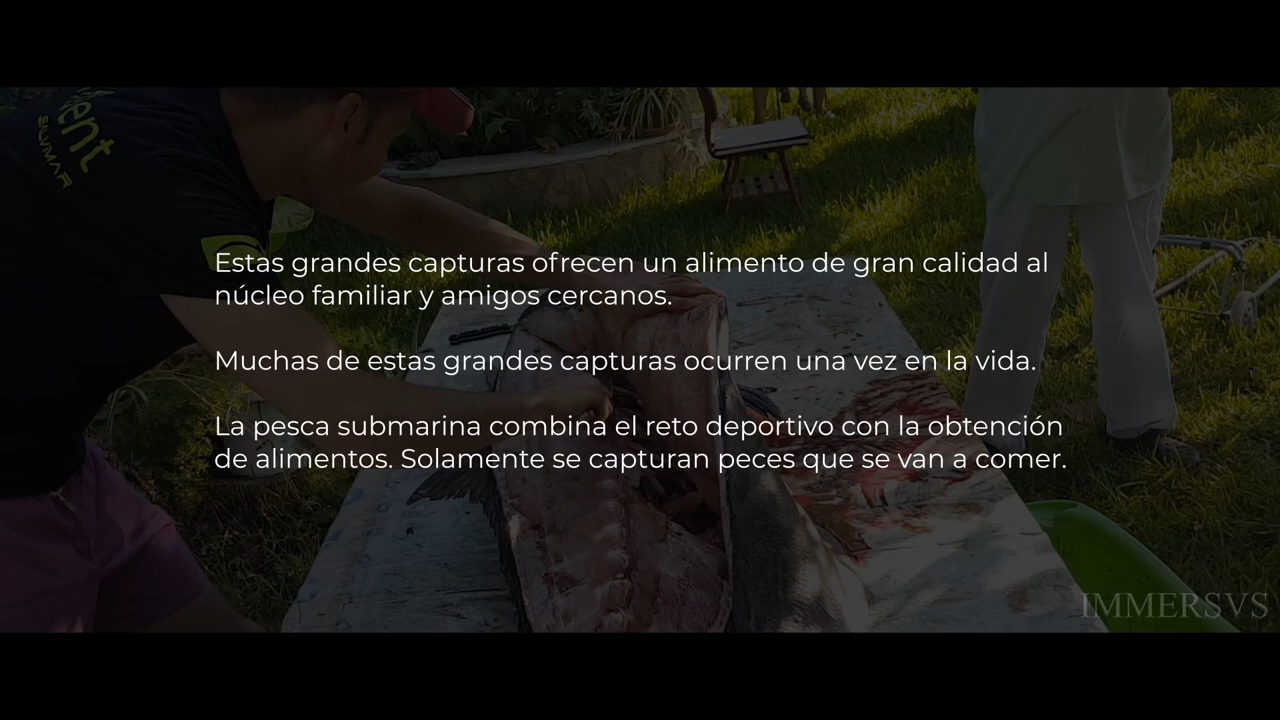 ent
SALVIMAR
Estas grandes capturas ofrecen un alimento de gran calidad al
núcleo familiar y amigos cercanos.
Muchas de estas grandes capturas ocurren una vez en la vida.
La pesca submarina combina el reto deportivo con la obtención
de alimentos. Solamente se capturan peces que se van a comer.
IMMERSVS